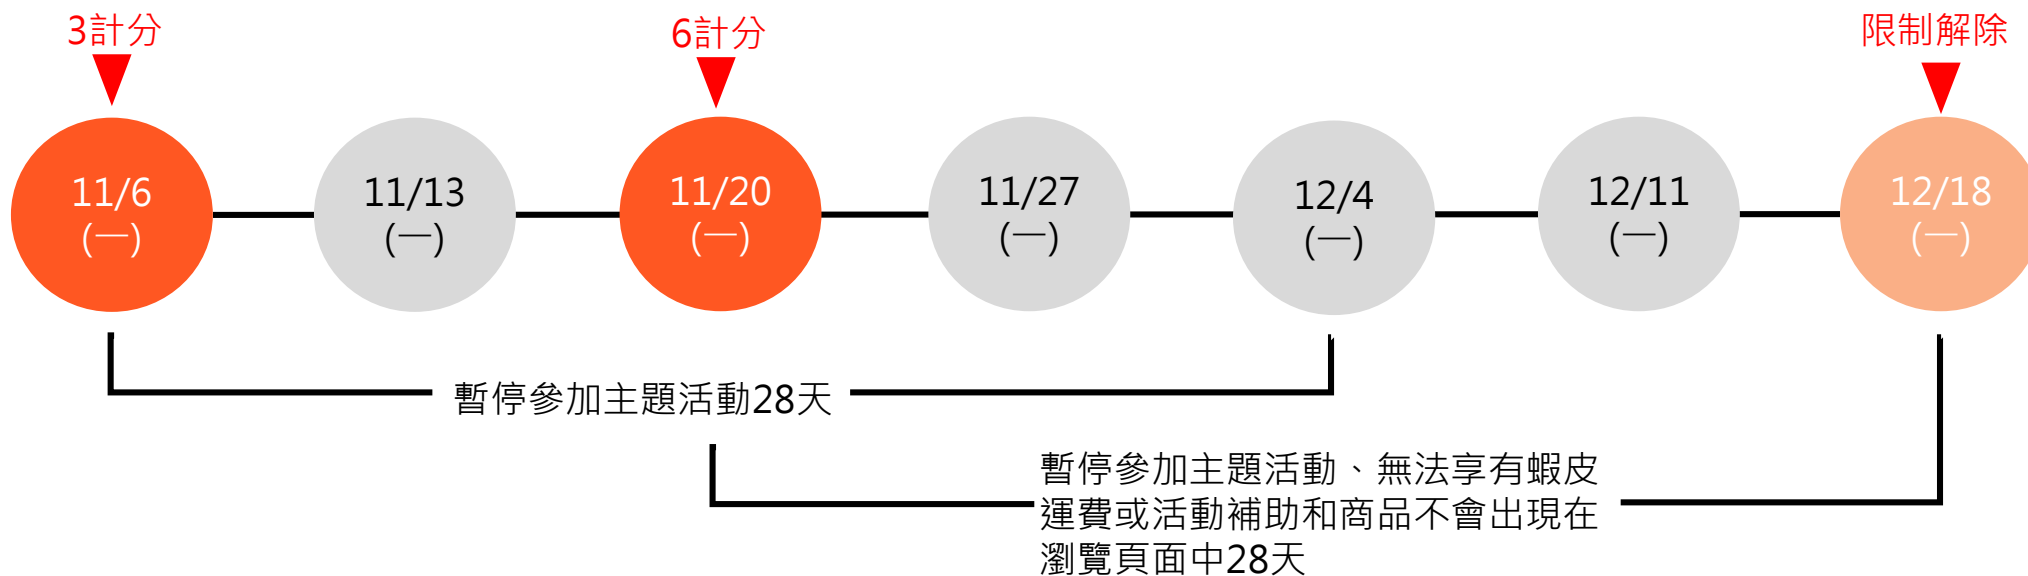 3計分
6計分
限制解除
11/6
(一)
11/13
(一)
11/20
(一)
11/27
(一)
12/4
(一)
12/11
(一)
12/18
(一)
暫停參加主題活動28天
暫停參加主題活動、無法享有蝦皮
運費或活動補助和商品不會出現在
瀏覽頁面中28天